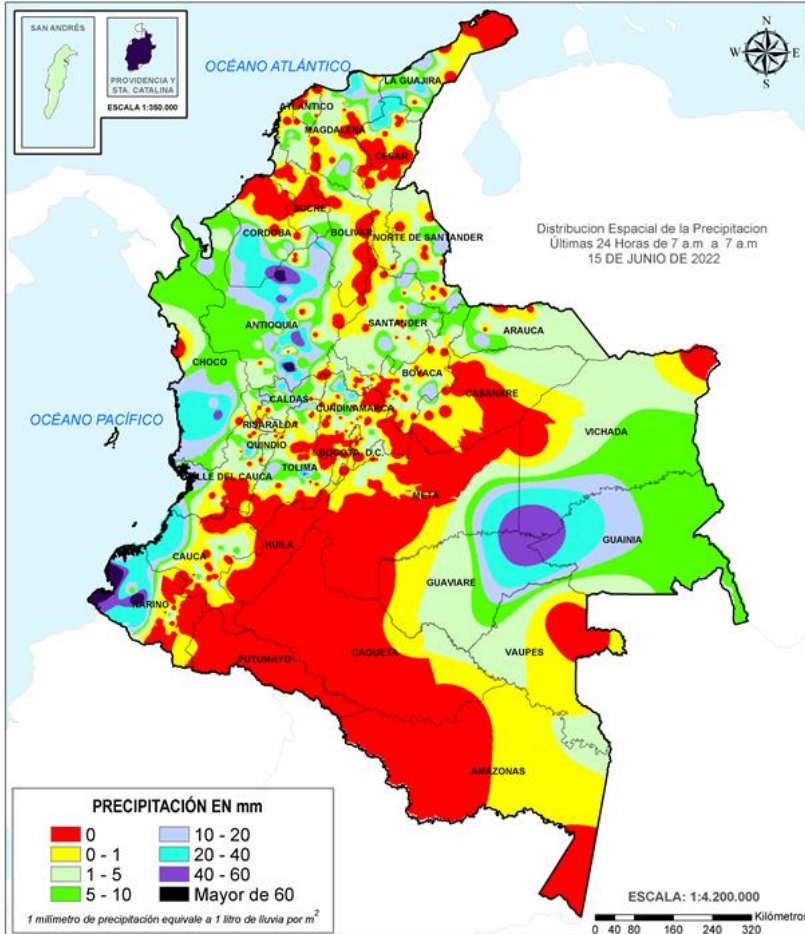 SAN ANDRÉS
PROVIDENCIA Y
STA. CATALINA
ESCALA 1:350.000
OCÉANO ATLÁNTICO
N
W
E
S
LA GUAJIRA
ATLÁNTICO
MAGDALENA
CESAR
SUCRE
CORDOBA
BOLIVAR
NORTE DE SANTANDER
Distribucion Espacial de la Precipitacion
Últimas 24 Horas de 7 a.m a 7 a.m
15 DE JUNIO DE 2022
ANTIOQUIA
SANTANDER
ARAUCA
CHOCO
BOYACA
CASANARE
CALDAS
CUNDINAMARCA
OCÉANO PACÍFICO
RISARALDA
VICHADA
QUINDIO
BOGOTA, D.C.
TOLIMA
VALLE DEL CAUCA
META
GUAINIA
HUILA
CAUCA
GUAVIARE
NARIÑO
VAUPES
CAQUETA
PUTUMAYO
AMAZONAS
PRECIPITACIÓN EN mm
0
10 - 20
0 - 1
20 - 40
1 - 5
40 - 60
5 - 10
Mayor de 60
1 milímetro de precipitación equivale a 1 litro de lluvia por m²
ESCALA: 1:4.200.000
Kilómetros
0 40 80 160 240 320